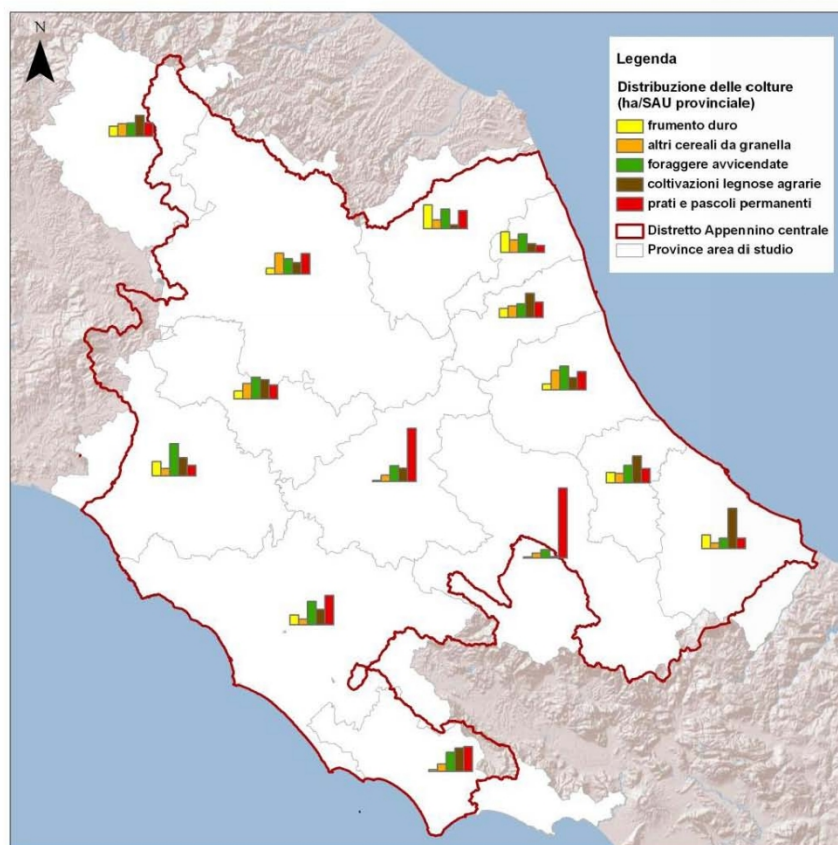 N
Legenda
Distribuzione delle colture
(ha/SAU provinciale)
frumento duro
altri cereali da granella
foraggere avvicendate
coltivazioni legnose agrarie
prati e pascoli permanenti
Distretto Appennino centrale
Province area di studio